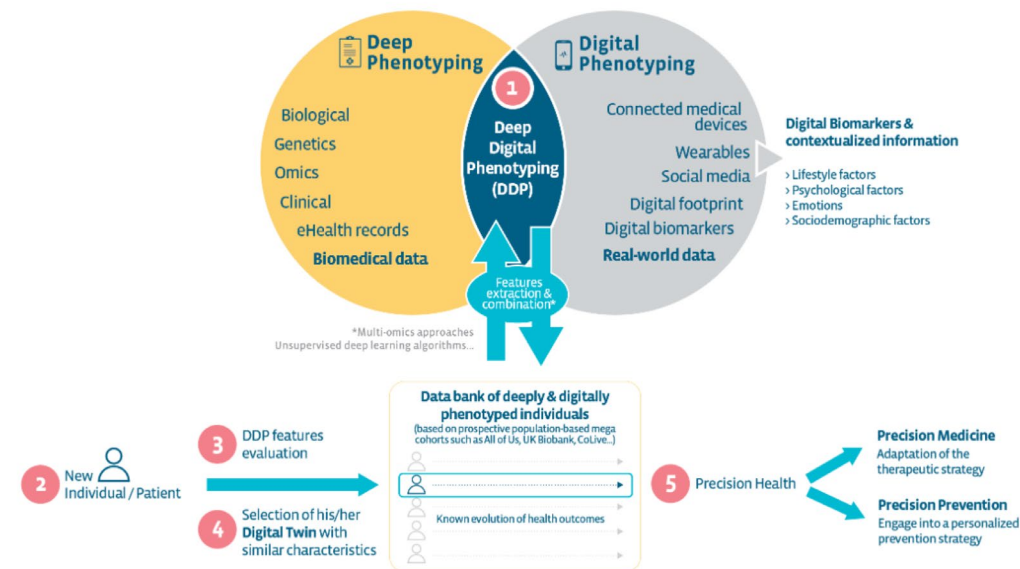 Deep
Phenotyping
Biological
Genetics
Omics
Clinical
eHealth records
Biomedical data
1
Deep
Digital
Phenotyping
(DDP)
Digital
Phenotyping
Connected medical
devices
Wearables
Social media
Digital footprint
Digital biomarkers
Real-world data
Digital Biomarkers &
contextualized information
> Lifestyle factors
> Psychological factors
> Emotions
> Sociodemographic factors
Features
extraction &
combination*
*Multi-omics approaches
Unsupervised deep learning algorithms...
2
New
Individual / Patient
3
DDP features
evaluation
4
Selection of his/her
Digital Twin with
similar characteristics
Data bank of deeply & digitally
phenotyped individuals
(based on prospective population-based mega
cohorts such as All of Us, UK Biobank, CoLive...)
Known evolution of health outcomes
5
Precision Health
Precision Medicine
Adaptation of the
therapeutic strategy
Precision Prevention
Engage into a personalized
prevention strategy